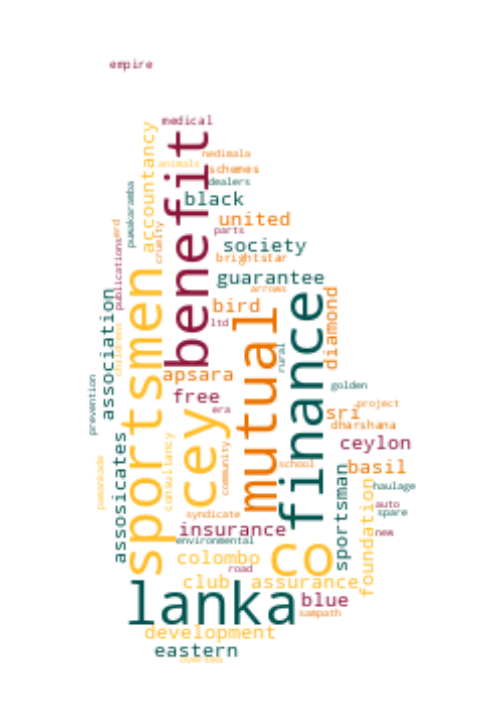 empire
medical
nedimala
animals
schemes
dealers
black
united
parts
society
brightstar
guarantee
arrows
bird
ltd
benefit
accountancy
cruelty
puwakaramba
erd
publications
childrens
association
sportsmen
mutual
finance
diamond
rural
apsara
free
era
cey
golden
project
sri
dharshana
ceylon
basil
school
haulage
auto
spare
new
sportsman
foundation
prevention
pamankade
assosicates
consultancy
community
syndicate
insurance
environmental
colombo
co
road
club
assurance
lanka
blue
sampath
development
eastern
oversea